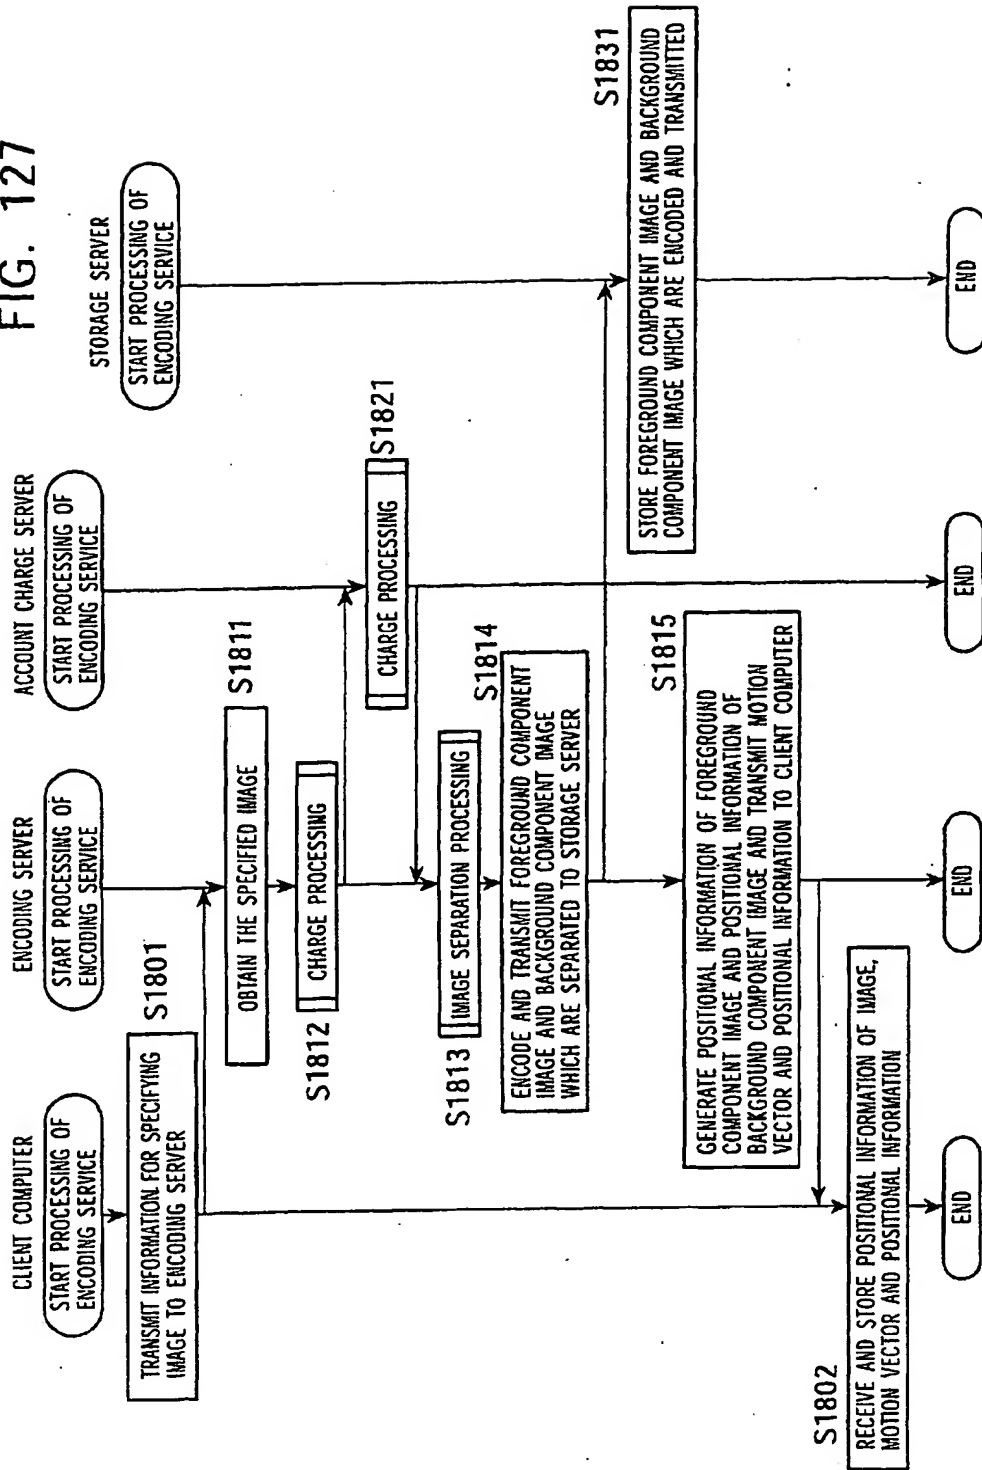 FIG. 127
CLIENT COMPUTER
START PROCESSING OF
ENCODING SERVICE
S1801
TRANSMIT INFORMATION FOR SPECIFYING
IMAGE TO ENCODING SERVER
S1802
RECEIVE AND STORE POSITIONAL INFORMATION OF IMAGE,
MOTION VECTOR AND POSITIONAL INFORMATION
END
ENCODING SERVER
START PROCESSING OF
ENCODING SERVICE
S1811
OBTAIN THE SPECIFIED IMAGE
S1812
CHARGE PROCESSING
S1813
IMAGE SEPARATION PROCESSING
S1814
ENCODE AND TRANSMIT FOREGROUND COMPONENT
IMAGE AND BACKGROUND COMPONENT IMAGE
WHICH ARE SEPARATED TO STORAGE SERVER
S1815
GENERATE POSITIONAL INFORMATION OF FOREGROUND
COMPONENT IMAGE AND POSITIONAL INFORMATION OF
BACKGROUND COMPONENT IMAGE AND TRANSMIT MOTION
VECTOR AND POSITIONAL INFORMATION TO CLIENT COMPUTER
END
ACCOUNT CHARGE SERVER
START PROCESSING OF
ENCODING SERVICE
S1821
CHARGE PROCESSING
END
STORAGE SERVER
START PROCESSING OF
ENCODING SERVICE
S1831
STORE FOREGROUND COMPONENT IMAGE AND BACKGROUND
COMPONENT IMAGE WHICH ARE ENCODED AND TRANSMITTED
END